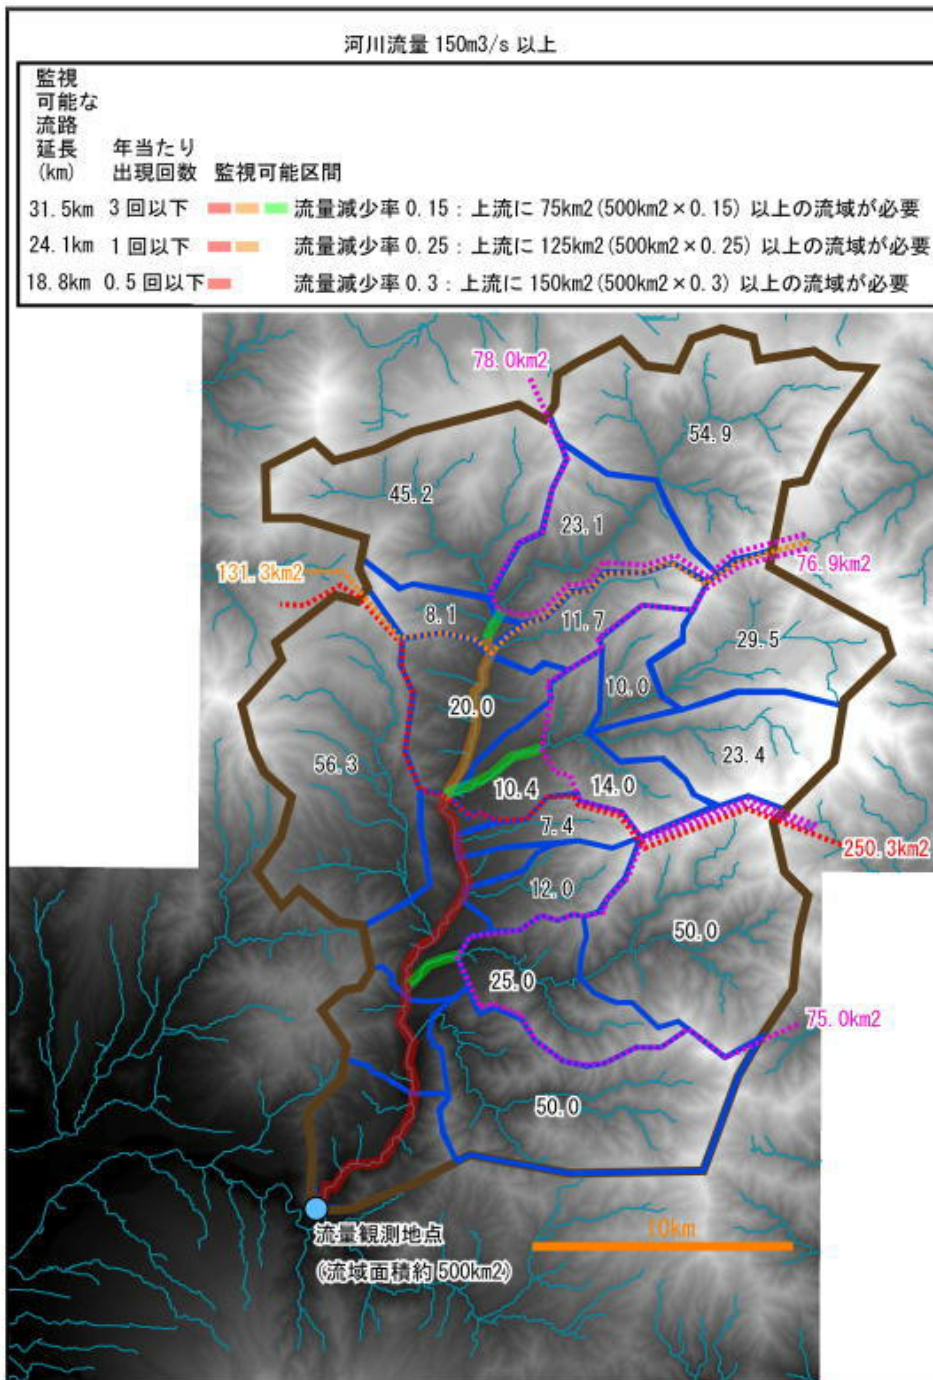 河川流量 150m3/s 以上
監視
可能な
流路
延長
(km)
年当たり
出現回数
監視可能区間
31.5km 3 回以下 流量減少率 0.15 : 上流に 75km2(500km2×0.15) 以上の流域が必要
24.1km 1 回以下 流量減少率 0.25 : 上流に 125km2(500km2×0.25) 以上の流域が必要
18.8km 0.5 回以下 流量減少率 0.3 : 上流に 150km2(500km2×0.3) 以上の流域が必要
78.0km2
54.9
45.2
23.1
76.9km2
131.3km2
8.1
11.7
29.5
10.0
20.0
23.4
56.3
10.4
14.0
7.4
250.3km2
12.0
50.0
25.0
75.0km2
50.0
10km
流量観測地点
(流域面積約 500km2)